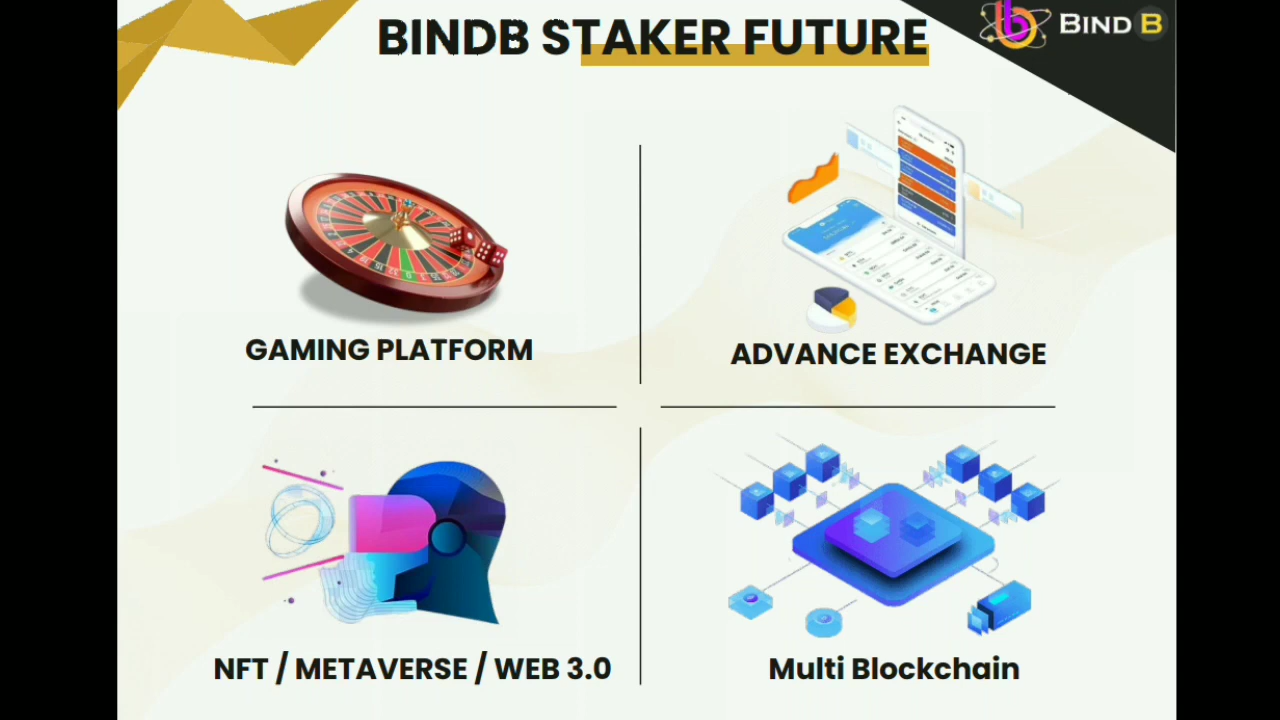 BINDB STAKER FUTURE
BIND B
GAMING PLATFORM
ADVANCE EXCHANGE
NFT / METAVERSE / WEB 3.0
Multi Blockchain